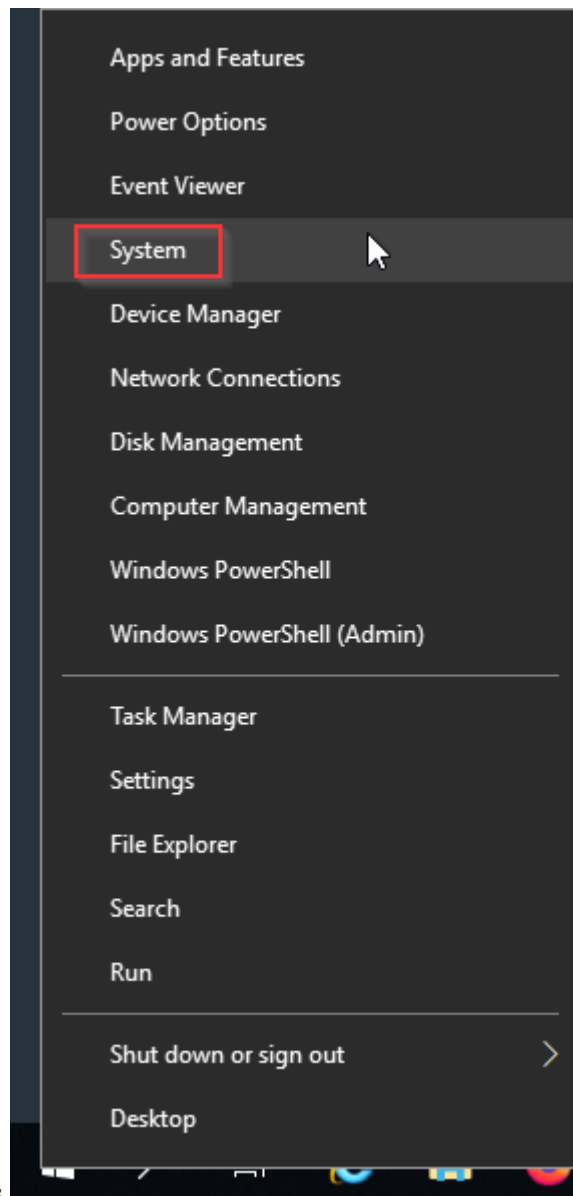 Apps and Features
Power Options
Event Viewer
System
Device Manager
Network Connections
Disk Management
Computer Management
Windows PowerShell
Windows PowerShell (Admin)
Task Manager
Settings
File Explorer
Search
Run
Shut down or sign out
Desktop